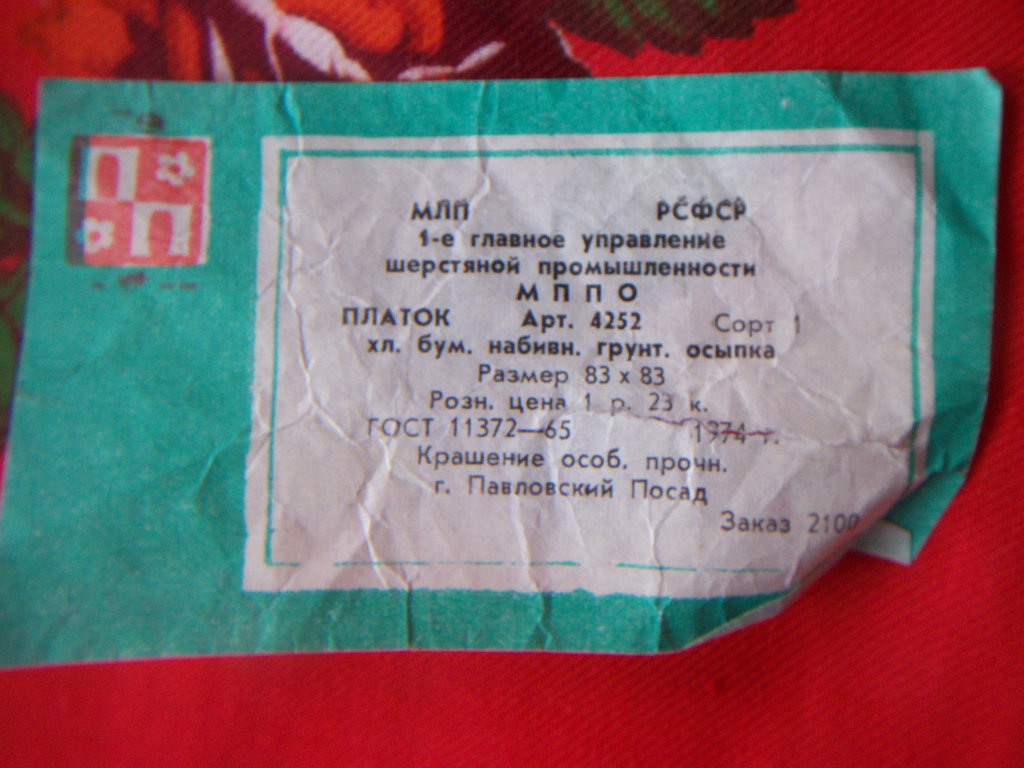 МЛП РСФСР
1-е главное управление
шерстяной промышленности
МППО
ПЛАТОК Арт. 4252 Сорт 1
хл. бум. набивн. грунт. осыпка
Размер 83 х 83
Розн. цена 1 р. 23 к.
ГОСТ 11372—65 1974 г.
Крашение особ. прочн.
г. Павловский Посад
Заказ 2100